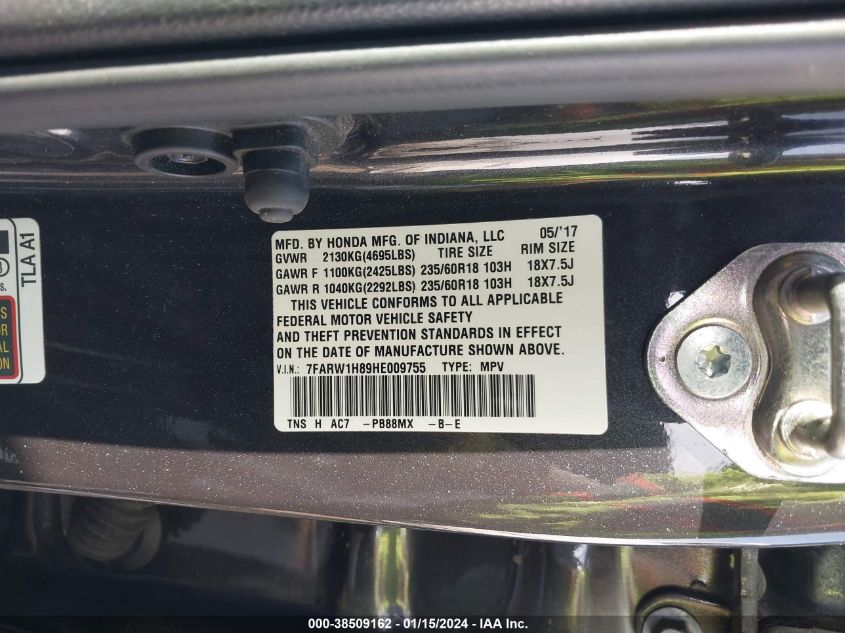 MFD. BY HONDA MFG. OF INDIANA, LLC 05/'17
GVWR 2130KG(4695LBS) TIRE SIZE RIM SIZE
GAWR F 1100KG(2425LBS) 235/60R18 103H 18X7.5J
GAWR R 1040KG(2292LBS) 235/60R18 103H 18X7.5J
THIS VEHICLE CONFORMS TO ALL APPLICABLE
FEDERAL MOTOR VEHICLE SAFETY
AND THEFT PREVENTION STANDARDS IN EFFECT
ON THE DATE OF MANUFACTURE SHOWN ABOVE.
V.I.N.: 7FARW1H89HE009755 TYPE: MPV
TNS H AC7 -PB88MX -B-E
TLA A1
000-38509162 - 01/15/2024 - IAA Inc.